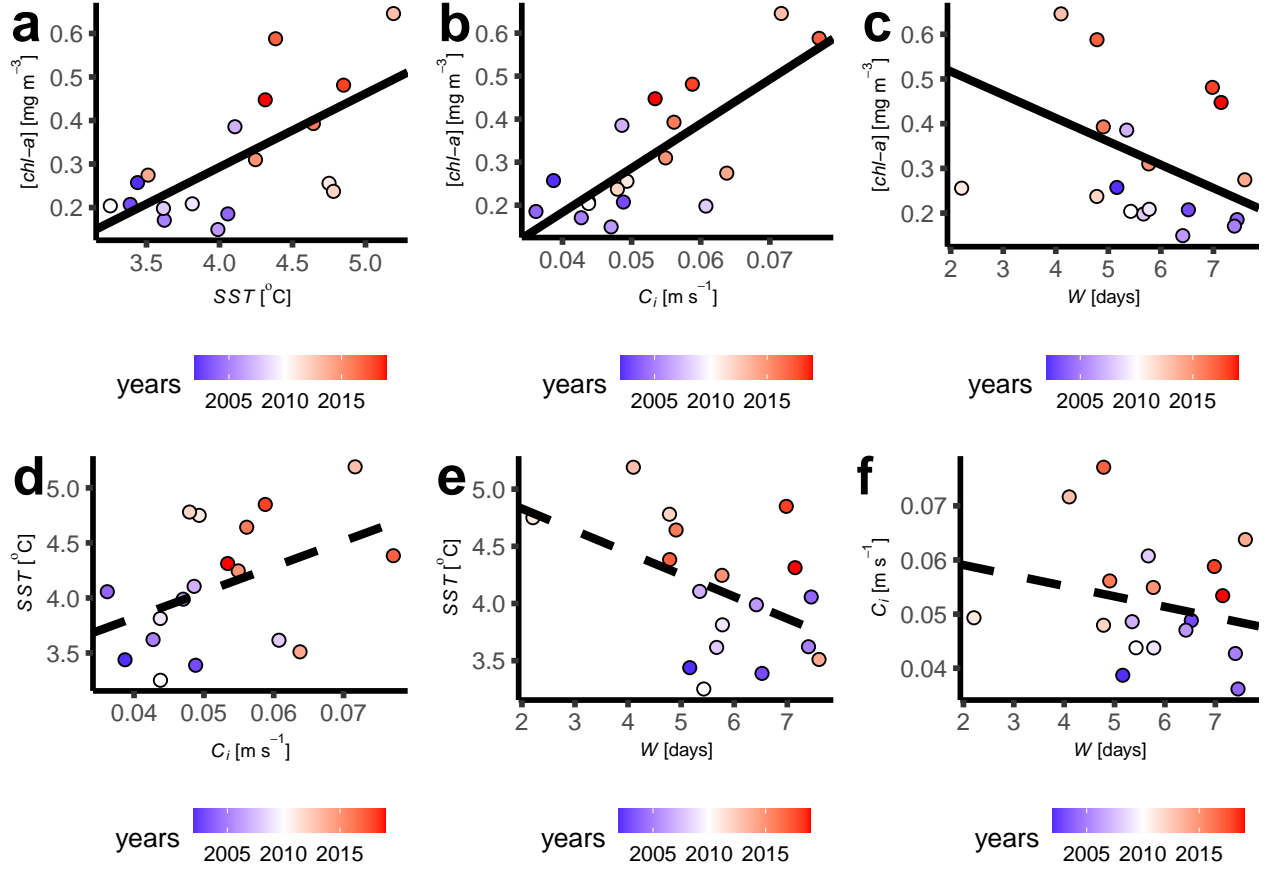 a
[chl−a] [mg m−3]
0.6
0.5
0.4
0.3
0.2
3.5 4.0 4.5 5.0
SST [oC]
years
2005 2010 2015
b
[chl−a] [mg m−3]
0.6
0.5
0.4
0.3
0.2
0.04 0.05 0.06 0.07
Ci [m s−1]
years
2005 2010 2015
c
[chl−a] [mg m−3]
0.6
0.5
0.4
0.3
0.2
2 3 4 5 6 7
W [days]
years
2005 2010 2015
d
SST [oC]
5.0
4.5
4.0
3.5
0.04 0.05 0.06 0.07
Ci [m s−1]
years
2005 2010 2015
e
SST [oC]
5.0
4.5
4.0
3.5
2 3 4 5 6 7
W [days]
years
2005 2010 2015
f
Ci [m s−1]
0.07
0.06
0.05
0.04
2 3 4 5 6 7
W [days]
years
2005 2010 2015